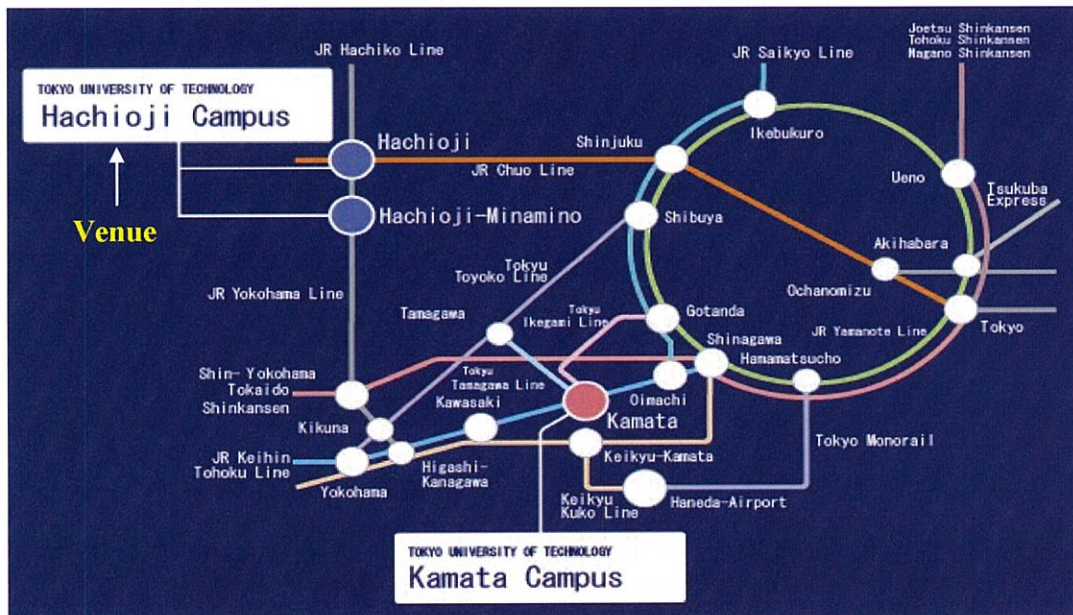 JR Hachiko Line
JR Saikyo Line
Joetsu Shinkansen
Tohoku Shinkansen
Magano Shinkansen
TOKYO UNIVERSITY OF TECHNOLOGY
Hachioji Campus
Venue
Hachioji
JR Chuo Line
Shinjuku
Ikebukuro
Ueno
Isukuba
Express
Hachioji-Minamino
Shibuya
Akihabara
Tokyu
Toyoko Line
Ochanomizu
JR Yokohama Line
Tamagawa
Tokyu
Ikegami Line
Gotanda
JR Yamanote Line
Tokyo
Shinagawa
Hamamatsucho
Shin-Yokohama
Tokaido
Shinkansen
Tokyu
Tamagawa Line
Oimachi
Kawasaki
Kamata
Kikuna
Tokyo Monorail
JR Keihin
Tohoku Line
Yokohama
Higashi-
Kanagawa
Keikyu-Kamata
Keikyu
Kuko Line
Haneda-Airport
TOKYO UNIVERSITY OF TECHNOLOGY
Kamata Campus